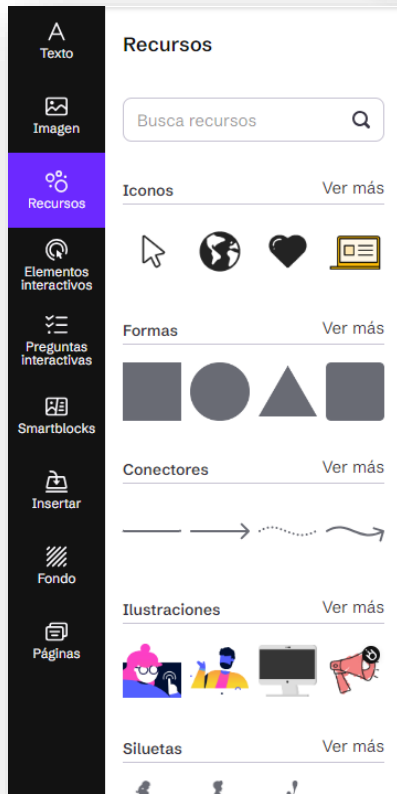 Texto
Imagen
Recursos
Elementos
interactivos
Preguntas
interactivas
Smartblocks
Insertar
Fondo
Páginas
Recursos
Busca recursos
Iconos Ver más
Formas Ver más
Conectores Ver más
Ilustraciones Ver más
Siluetas Ver más